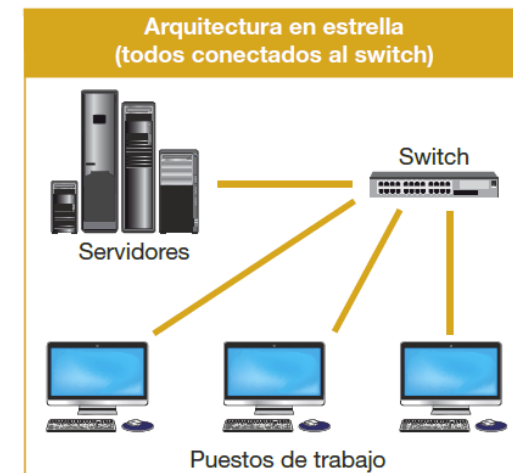 Arquitectura en estrella
(todos conectados al switch)
Switch
Servidores
Puestos de trabajo